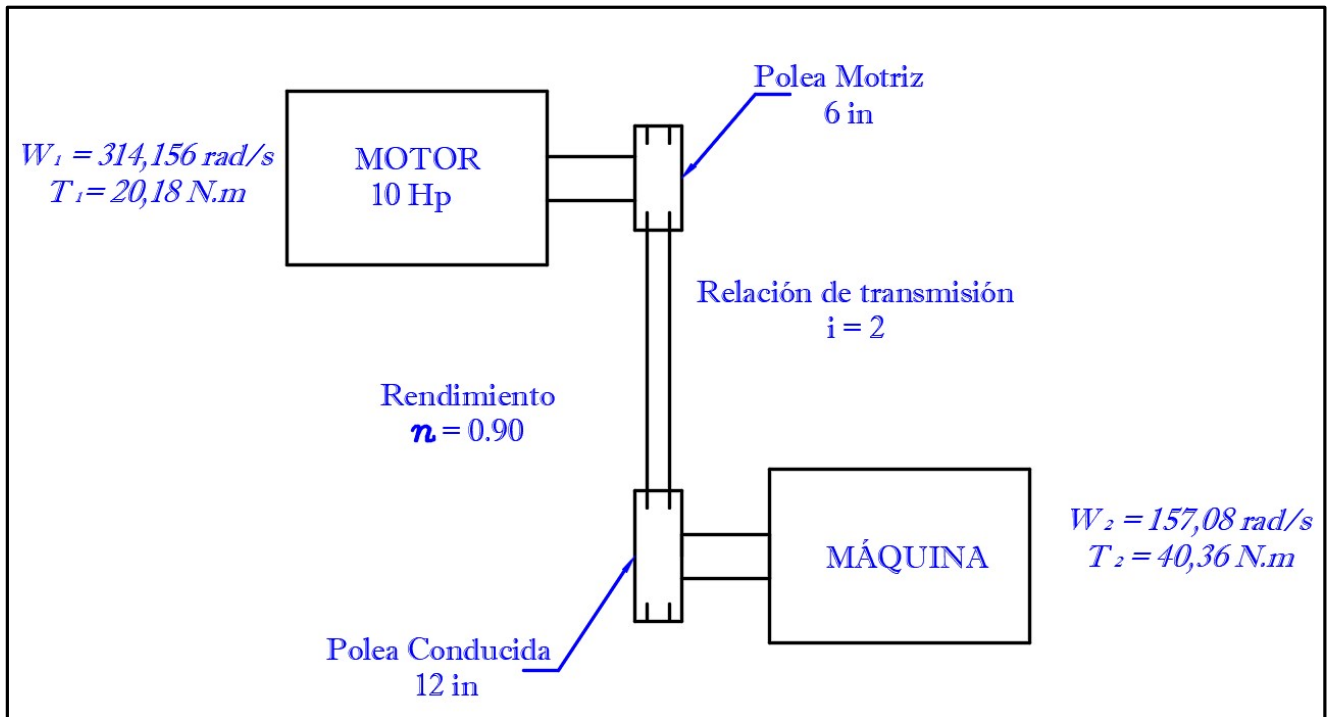 Polea Motriz
6 in
W₁ = 314,156 rad/s
T₁ = 20,18 N.m
MOTOR
10 Hp
Relación de transmisión
i = 2
Rendimiento
n = 0.90
W₂ = 157,08 rad/s
T₂ = 40,36 N.m
MÁQUINA
Polea Conducida
12 in